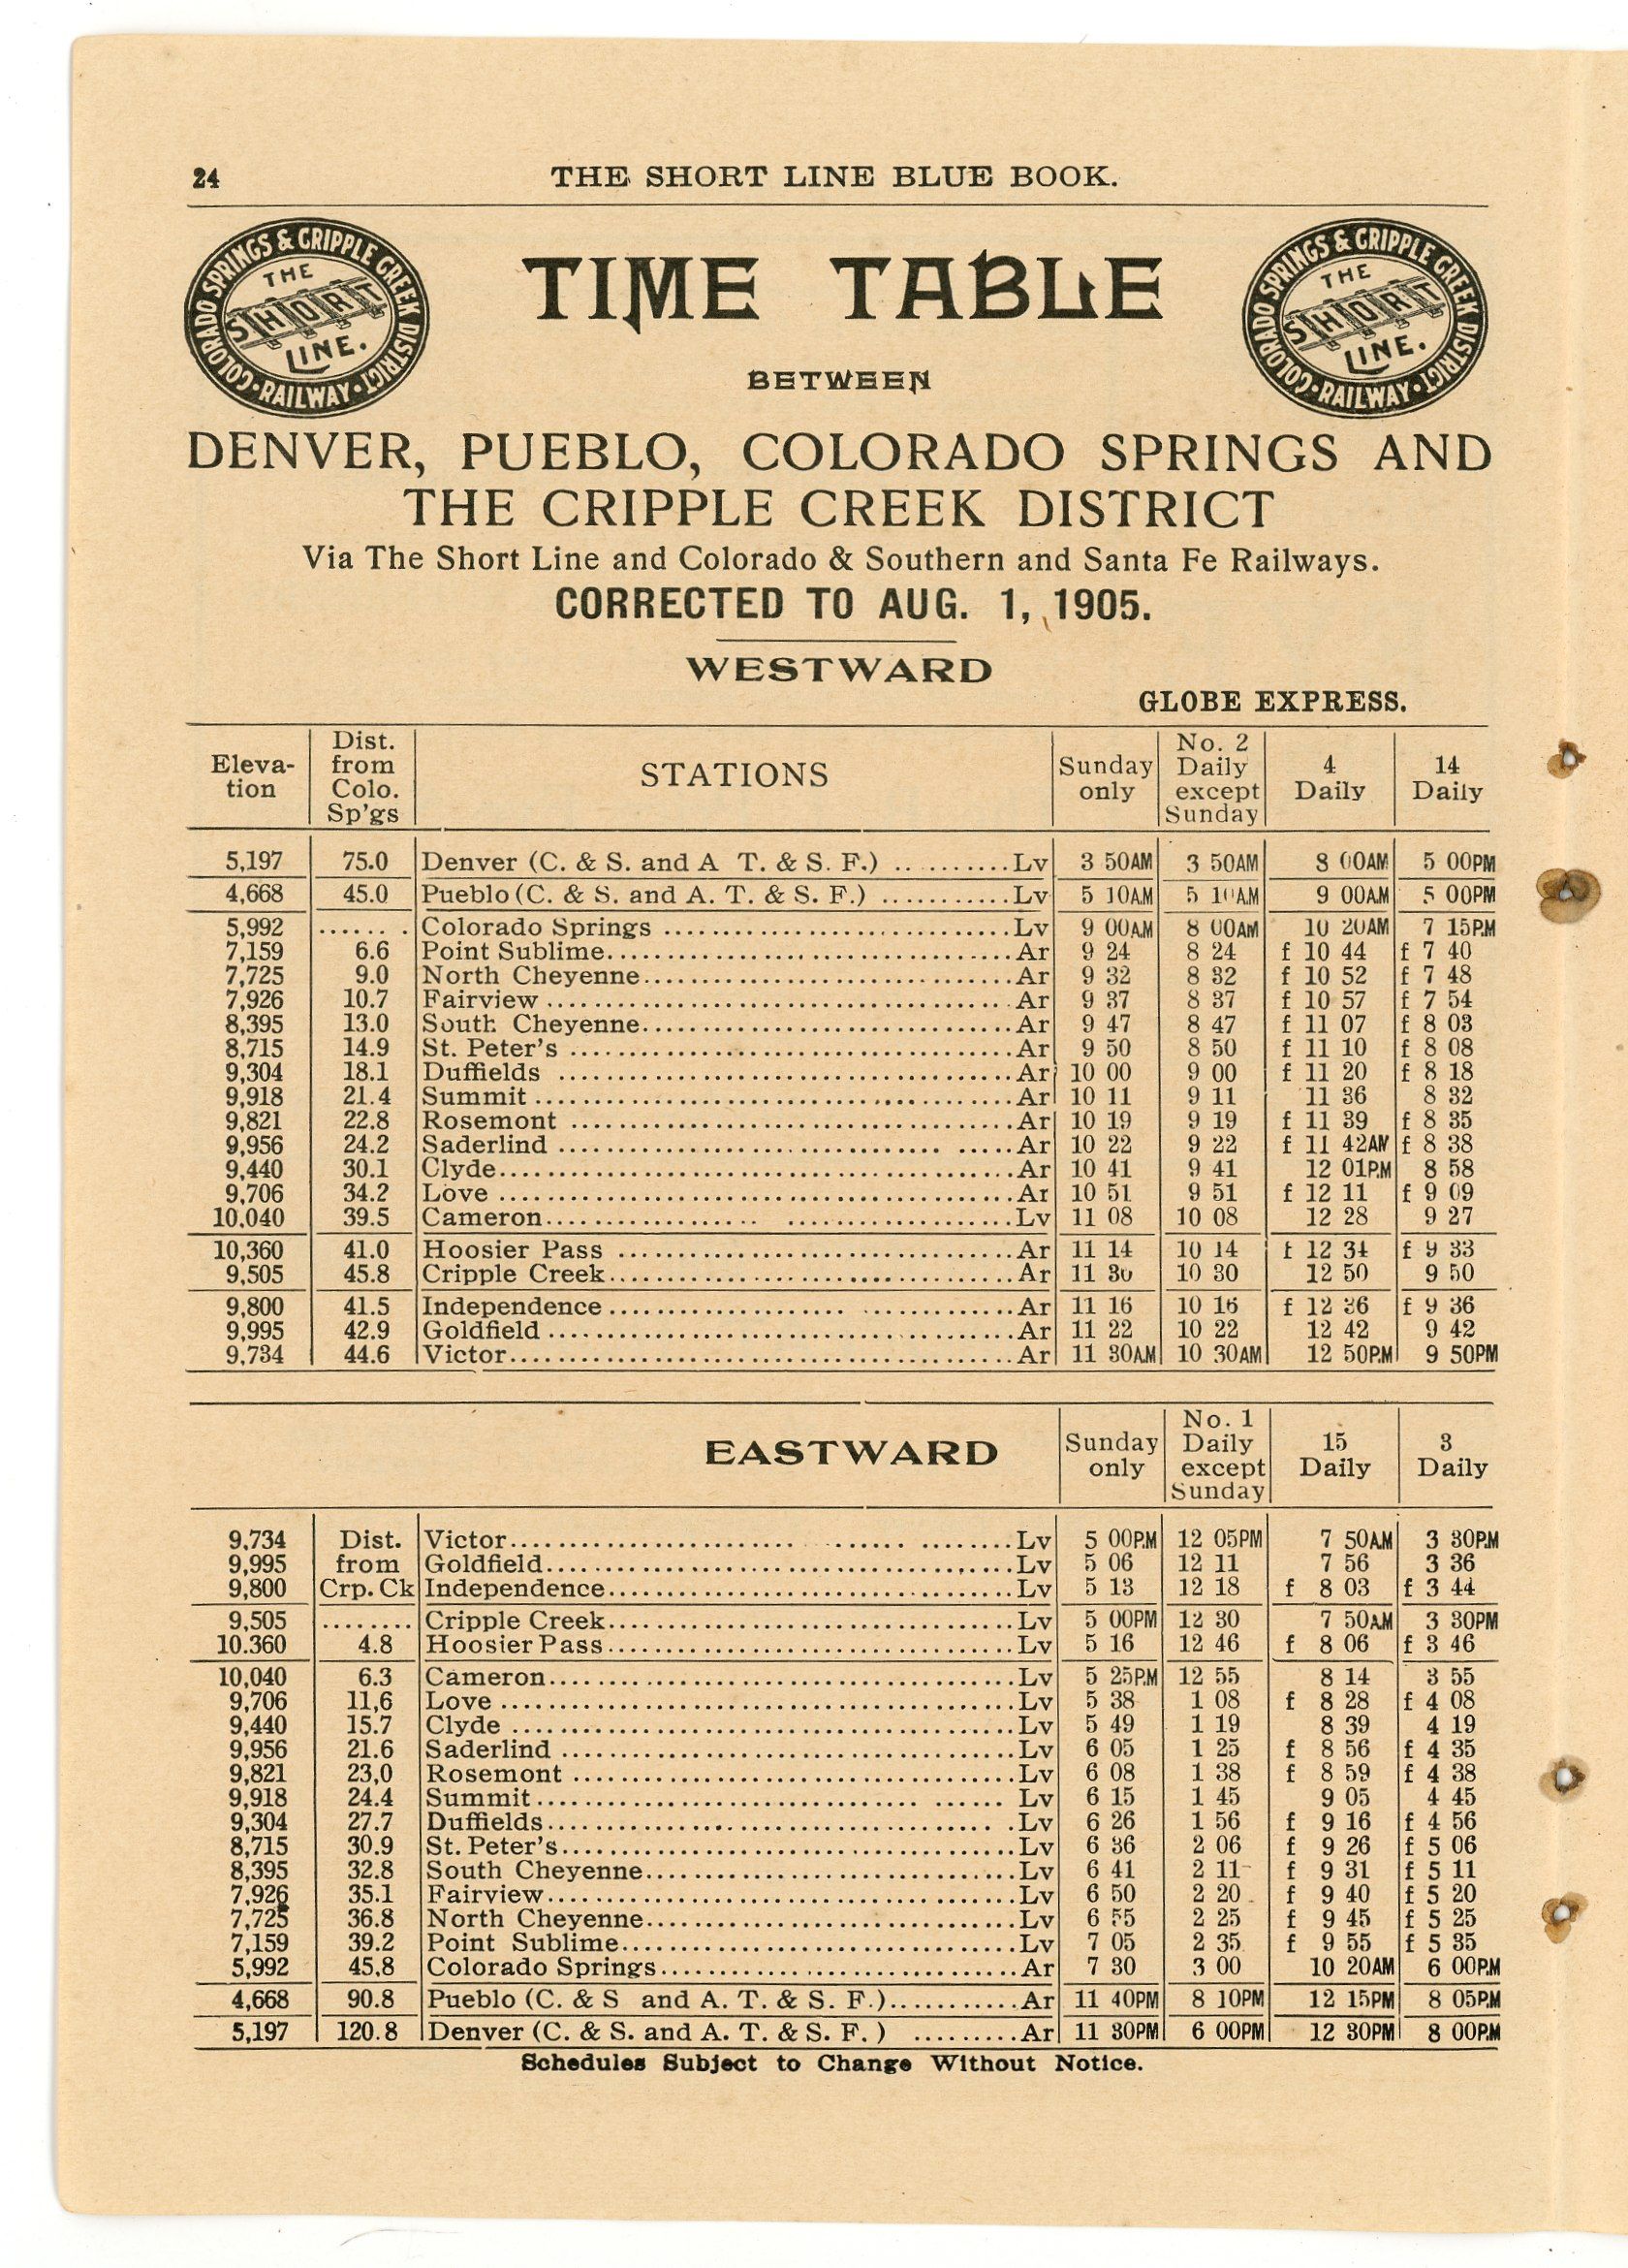 24
THE SHORT LINE BLUE BOOK.
COLORADO SPRINGS & CRIPPLE CREEK DISTRICT · RAILWAY ·
THE
SHORT
LINE.
TIME TABLE
COLORADO SPRINGS & CRIPPLE CREEK DISTRICT · RAILWAY ·
THE
SHORT
LINE.
BETWEEN
DENVER, PUEBLO, COLORADO SPRINGS AND
THE CRIPPLE CREEK DISTRICT
Via The Short Line and Colorado & Southern and Santa Fe Railways.
CORRECTED TO AUG. 1, 1905.
WESTWARD
GLOBE EXPRESS.
Eleva-
tion
Dist.
from
Colo.
Sp'gs
STATIONS
Sunday
only
No. 2
Daily
except
Sunday
4
Daily
14
Daily
5,197 75.0 Denver (C. & S. and A T. & S. F.) ..........Lv 3 50AM 3 50AM 8 00AM 5 00PM
4,668 45.0 Pueblo (C. & S. and A. T. & S. F.) ...........Lv 5 10AM 5 10AM 9 00AM 5 00PM
5,992 ....... Colorado Springs ..........Lv 9 00AM 8 00AM 10 20AM 7 15PM
7,159 6.6 Point Sublime..........Ar 9 24 8 24 f 10 44 f 7 40
7,725 9.0 North Cheyenne..........Ar 9 32 8 32 f 10 52 f 7 48
7,926 10.7 Fairview..........Ar 9 37 8 37 f 10 57 f 7 54
8,395 13.0 South Cheyenne..........Ar 9 47 8 47 f 11 07 f 8 03
8,715 14.9 St. Peter's ..........Ar 9 50 8 50 f 11 10 f 8 08
9,304 18.1 Duffields ..........Ar 10 00 9 00 f 11 20 f 8 18
9,918 21.4 Summit..........Ar 10 11 9 11 11 36 8 32
9,821 22.8 Rosemont ..........Ar 10 19 9 19 f 11 39 f 8 35
9,956 24.2 Saderlind ..........Ar 10 22 9 22 f 11 42AM f 8 38
9,440 30.1 Clyde..........Ar 10 41 9 41 12 01P.M 8 58
9,706 34.2 Love ..........Ar 10 51 9 51 f 12 11 f 9 09
10,040 39.5 Cameron..........Lv 11 08 10 08 12 28 9 27
10,360 41.0 Hoosier Pass ..........Ar 11 14 10 14 f 12 34 f 9 33
9,505 45.8 Cripple Creek..........Ar 11 30 10 30 12 50 9 50
9,800 41.5 Independence..........Ar 11 16 10 16 f 12 36 f 9 36
9,995 42.9 Goldfield..........Ar 11 22 10 22 12 42 9 42
9,734 44.6 Victor..........Ar 11 30A.M 10 30AM 12 50P.M 9 50PM
EASTWARD
Sunday
only
No. 1
Daily
except
Sunday
15
Daily
3
Daily
9,734 Dist. Victor..........Lv 5 00P.M 12 05PM 7 50A.M 3 30P.M
9,995 from Goldfield..........Lv 5 06 12 11 7 56 3 36
9,800 Crp. Ck Independence..........Lv 5 13 12 18 f 8 03 f 3 44
9,505 ........ Cripple Creek..........Lv 5 00PM 12 30 7 50A.M 3 30PM
10.360 4.8 Hoosier Pass..........Lv 5 16 12 46 f 8 06 f 3 46
10,040 6.3 Cameron..........Lv 5 25P.M 12 55 8 14 3 55
9,706 11,6 Love ..........Lv 5 38 1 08 f 8 28 f 4 08
9,440 15.7 Clyde ..........Lv 5 49 1 19 8 39 4 19
9,956 21.6 Saderlind ..........Lv 6 05 1 25 f 8 56 f 4 35
9,821 23,0 Rosemont ..........Lv 6 08 1 38 f 8 59 f 4 38
9,918 24.4 Summit..........Lv 6 15 1 45 9 05 4 45
9,304 27.7 Duffields..........Lv 6 26 1 56 f 9 16 f 4 56
8,715 30.9 St. Peter's..........Lv 6 36 2 06 f 9 26 f 5 06
8,395 32.8 South Cheyenne..........Lv 6 41 2 11 f 9 31 f 5 11
7,926 35.1 Fairview..........Lv 6 50 2 20 f 9 40 f 5 20
7,725 36.8 North Cheyenne..........Lv 6 55 2 25 f 9 45 f 5 25
7,159 39.2 Point Sublime..........Lv 7 05 2 35 f 9 55 f 5 35
5,992 45,8 Colorado Springs..........Ar 7 30 3 00 10 20AM 6 00P.M
4,668 90.8 Pueblo (C. & S and A. T. & S. F.)...........Ar 11 40PM 8 10PM 12 15PM 8 05P.M
5,197 120.8 Denver (C. & S. and A. T. & S. F. ) .........Ar 11 30PM 6 00PM 12 30PM 8 00P.M
Schedules Subject to Change Without Notice.